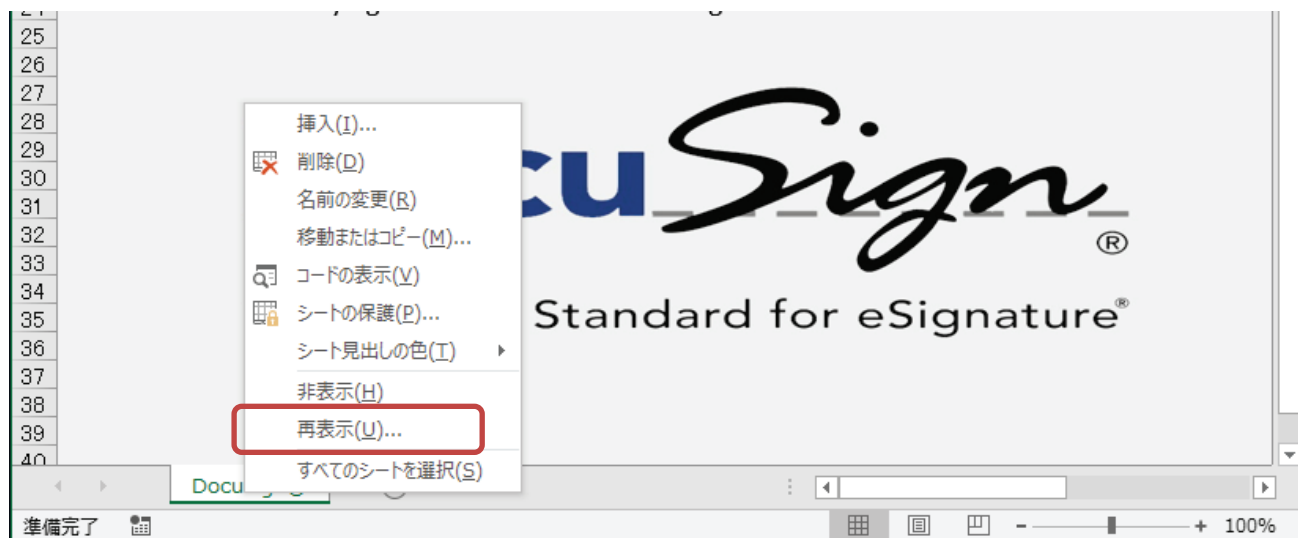 25
26
27
28
29
30
31
32
33
34
35
36
37
38
39
40
挿入(I)...
削除(D)
名前の変更(R)
移動またはコピー(M)...
コードの表示(V)
シートの保護(P)...
シート見出しの色(T)
非表示(H)
再表示(U)...
すべてのシートを選択(S)
cuSign®
Standard for eSignature®
Docu
準備完了
100%